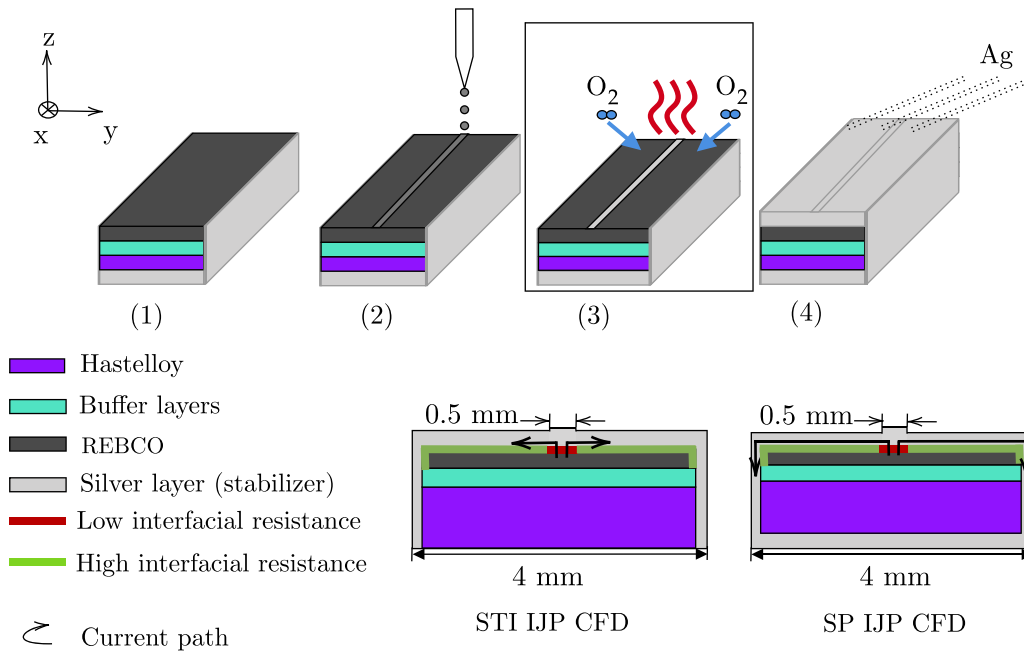 z
x
y
O2
O2
Ag
(1)
(2)
(3)
(4)
Hastelloy
Buffer layers
REBCO
Silver layer (stabilizer)
Low interfacial resistance
High interfacial resistance
Current path
0.5 mm
4 mm
STI IJP CFD
0.5 mm
4 mm
SP IJP CFD